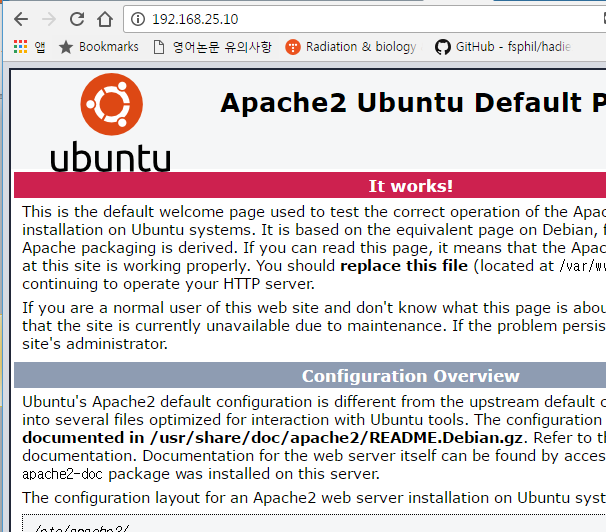 192.168.25.10
앱 Bookmarks 영어논문 유의사항 Radiation & biology GitHub - fsphil/hadie
Apache2 Ubuntu Default P
ubuntu
It works!
This is the default welcome page used to test the correct operation of the Apac
installation on Ubuntu systems. It is based on the equivalent page on Debian, f
Apache packaging is derived. If you can read this page, it means that the Apac
at this site is working properly. You should replace this file (located at /var/ww
continuing to operate your HTTP server.
If you are a normal user of this web site and don't know what this page is abou
that the site is currently unavailable due to maintenance. If the problem persis
site's administrator.
Configuration Overview
Ubuntu's Apache2 default configuration is different from the upstream default c
into several files optimized for interaction with Ubuntu tools. The configuration
documented in /usr/share/doc/apache2/README.Debian.gz. Refer to th
documentation. Documentation for the web server itself can be found by acces
apache2-doc package was installed on this server.
The configuration layout for an Apache2 web server installation on Ubuntu syst
/etc/apache2/